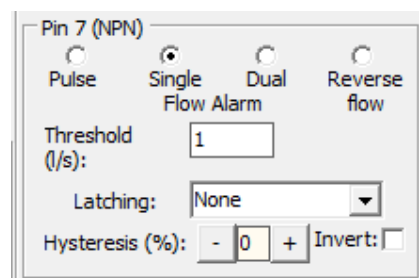 Pin 7 (NPN)
Pulse Single Dual Reverse
Flow Alarm flow
Threshold
(l/s): 1
Latching: None
Hysteresis (%): - 0 + Invert: